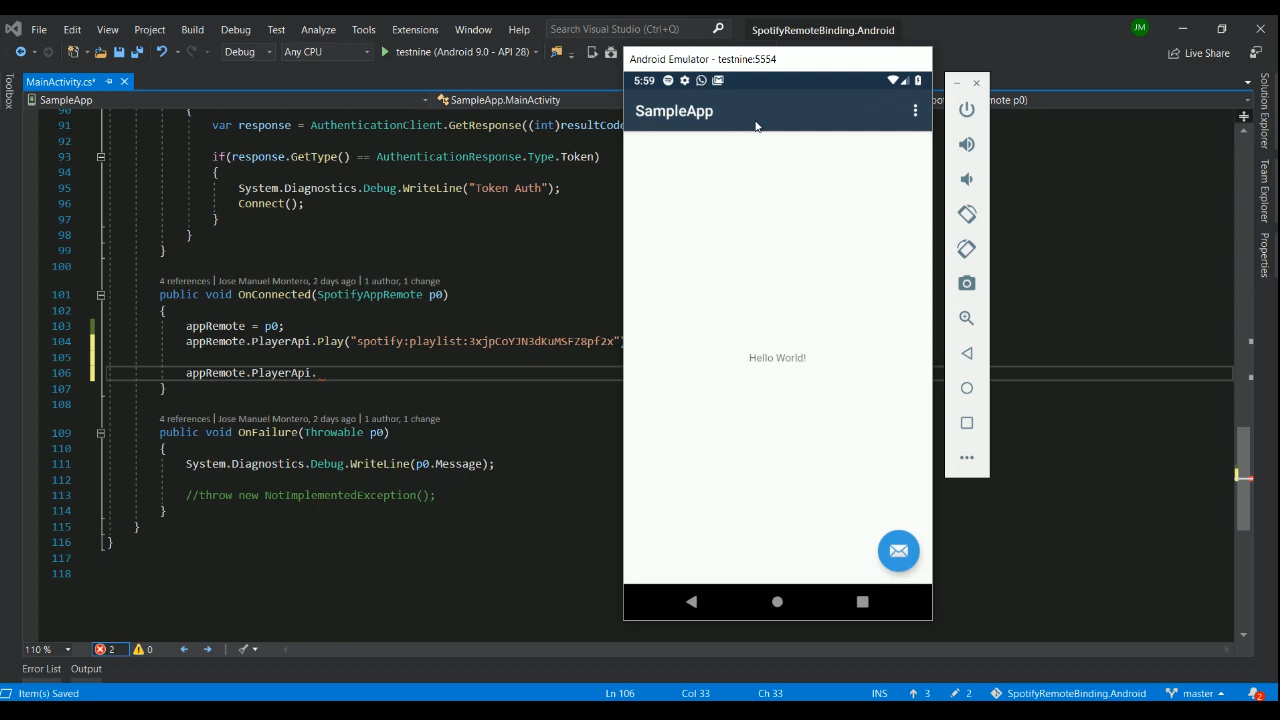 File Edit View Project Build Debug Test Analyze Tools Extensions Window Help Search Visual Studio (Ctrl+Q) SpotifyRemoteBinding.Android JM
Debug Any CPU testnine (Android 9.0 - API 28) Live Share
MainActivity.cs*
SampleApp SampleApp.MainActivity mote p0)
Toolbox
Solution Explorer
Team Explorer
Properties
90 {
91 var response = AuthenticationClient.GetResponse((int)resultCode
92
93 if(response.GetType() == AuthenticationResponse.Type.Token)
94 {
95 System.Diagnostics.Debug.WriteLine("Token Auth");
96 Connect();
97 }
98 }
99 }
100
4 references | Jose Manuel Montero, 2 days ago | 1 author, 1 change
101 public void OnConnected(SpotifyAppRemote p0)
102 {
103 appRemote = p0;
104 appRemote.PlayerApi.Play("spotify:playlist:3xjpCoYJN3dKuMSFZ8pf2x")
105
106 appRemote.PlayerApi.
107 }
108
4 references | Jose Manuel Montero, 2 days ago | 1 author, 1 change
109 public void OnFailure(Throwable p0)
110 {
111 System.Diagnostics.Debug.WriteLine(p0.Message);
112
113 //throw new NotImplementedException();
114 }
115 }
116 }
117
118
Android Emulator - testnine:5554
5:59
SampleApp
Hello World!
110 % 2 0
Error List Output
Item(s) Saved Ln 106 Col 33 Ch 33 INS 3 2 SpotifyRemoteBinding.Android master 2